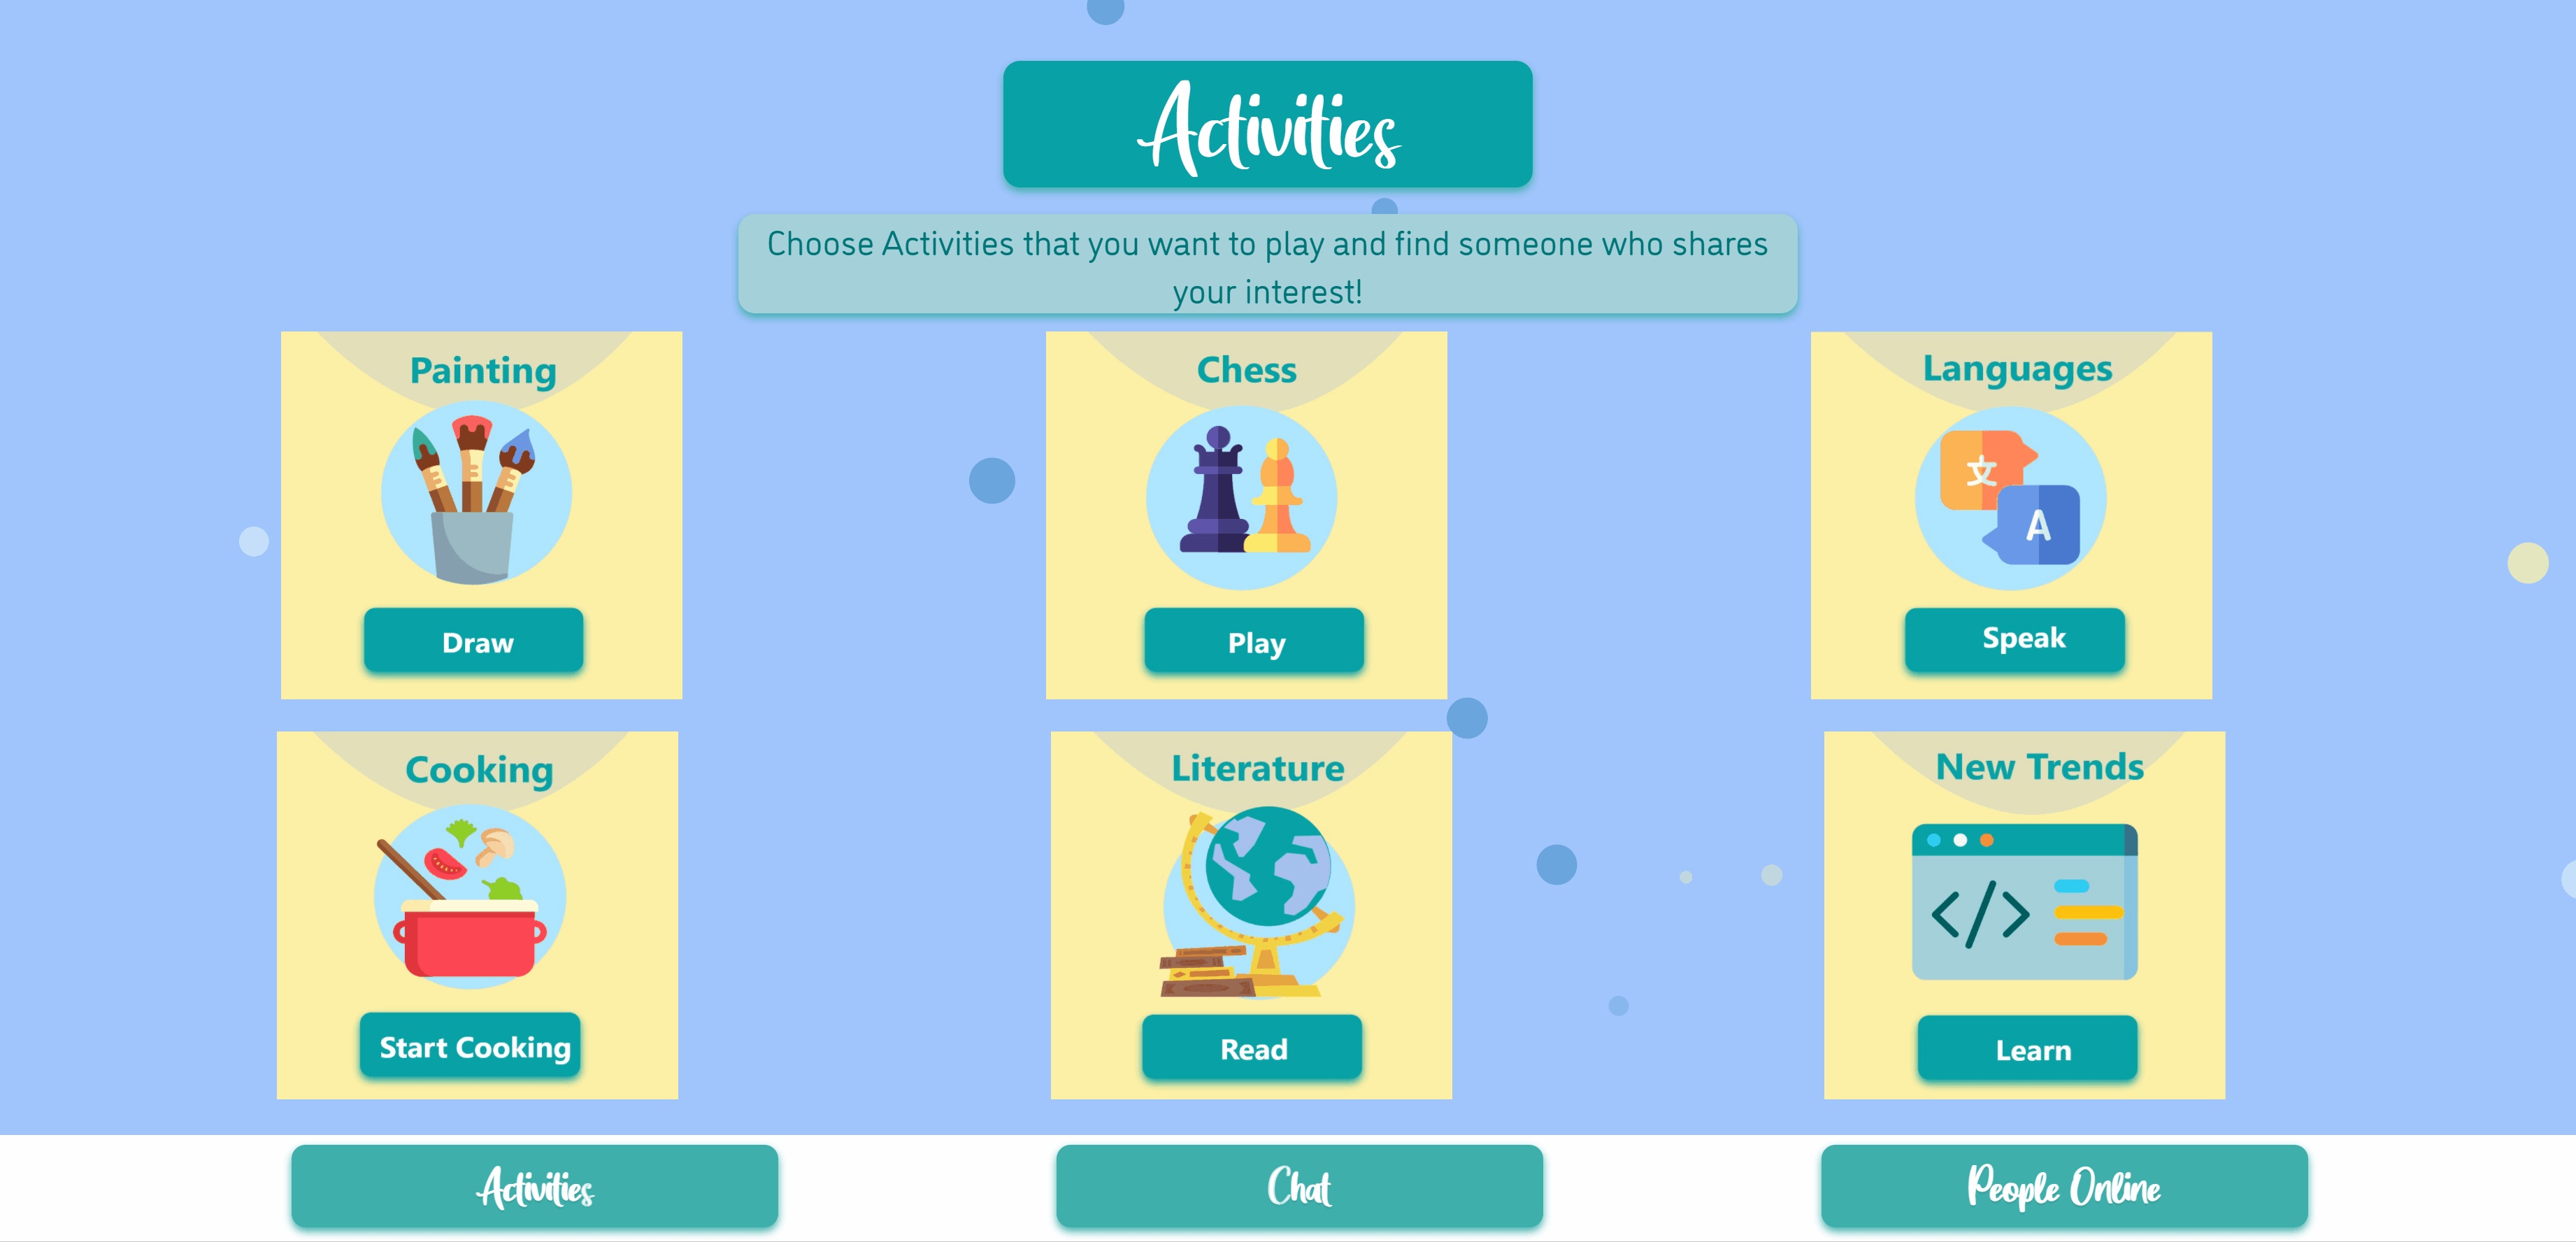 Activities
Choose Activities that you want to play and find someone who shares
your interest!
Painting
Draw
Chess
Play
Languages
文
A
Speak
Cooking
Start Cooking
Literature
Read
New Trends
</>
Learn
Activities
Chat
People Online